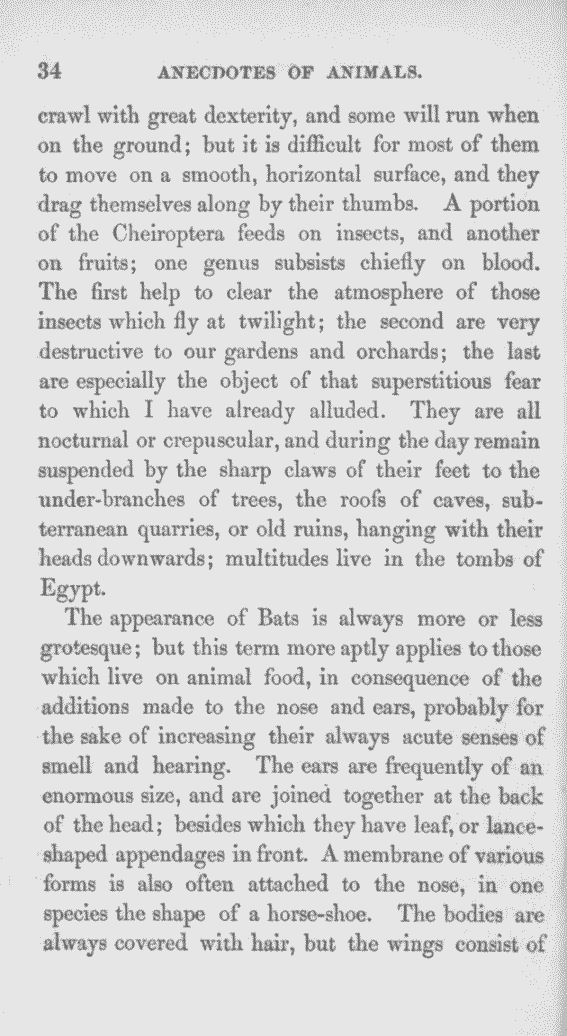 34 ANECDOTES OF ANIMALS.
crawl with great dexterity, and some will run when
on the ground; but it is difficult for most of them
to move on a smooth, horizontal surface, and they
drag themselves along by their thumbs. A portion
of the Cheiroptera feeds on insects, and another
on fruits; one genus subsists chiefly on blood.
The first help to clear the atmosphere of those
insects which fly at twilight; the second are very
destructive to our gardens and orchards; the last
are especially the object of that superstitious fear
to which I have already alluded. They are all
nocturnal or crepuscular, and during the day remain
suspended by the sharp claws of their feet to the
under-branches of trees, the roofs of caves, sub-
terranean quarries, or old ruins, hanging with their
heads downwards; multitudes live in the tombs of
Egypt.
The appearance of Bats is always more or less
grotesque; but this term more aptly applies to those
which live on animal food, in consequence of the
additions made to the nose and ears, probably for
the sake of increasing their always acute senses of
smell and hearing. The ears are frequently of an
enormous size, and are joined together at the back
of the head; besides which they have leaf, or lance-
shaped appendages in front. A membrane of various
forms is also often attached to the nose, in one
species the shape of a horse-shoe. The bodies are
always covered with hair, but the wings consist of